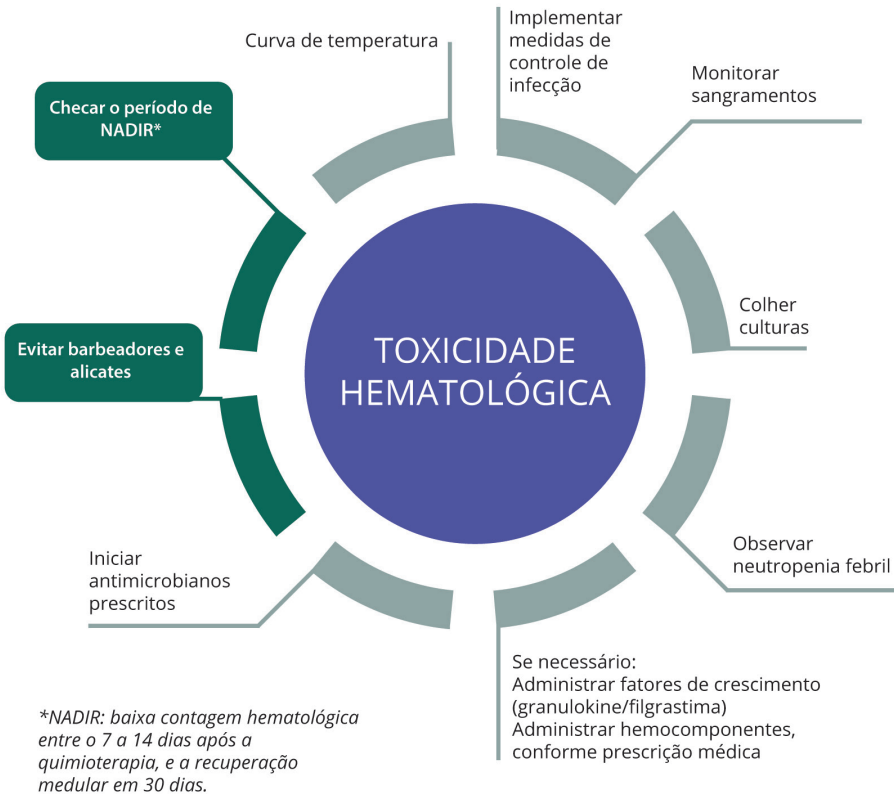 Curva de temperatura
Implementar
medidas de
controle de
infecção
Monitorar
sangramentos
Checar o período de
NADIR*
Colher
culturas
Evitar barbeadores e
alicates
TOXICIDADE
HEMATOLÓGICA
Observar
neutropenia febril
Iniciar
antimicrobianos
prescritos
Se necessário:
Administrar fatores de crescimento
(granulokine/filgrastima)
Administrar hemocomponentes,
conforme prescrição médica
*NADIR: baixa contagem hematológica
entre o 7 a 14 dias após a
quimioterapia, e a recuperação
medular em 30 dias.